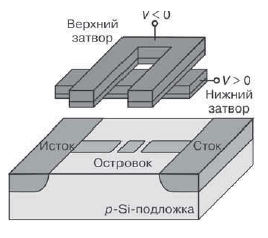 V < 0
Верхний
затвор
V > 0
Нижний
затвор
Исток
Сток
Островок
p-Si-подложка